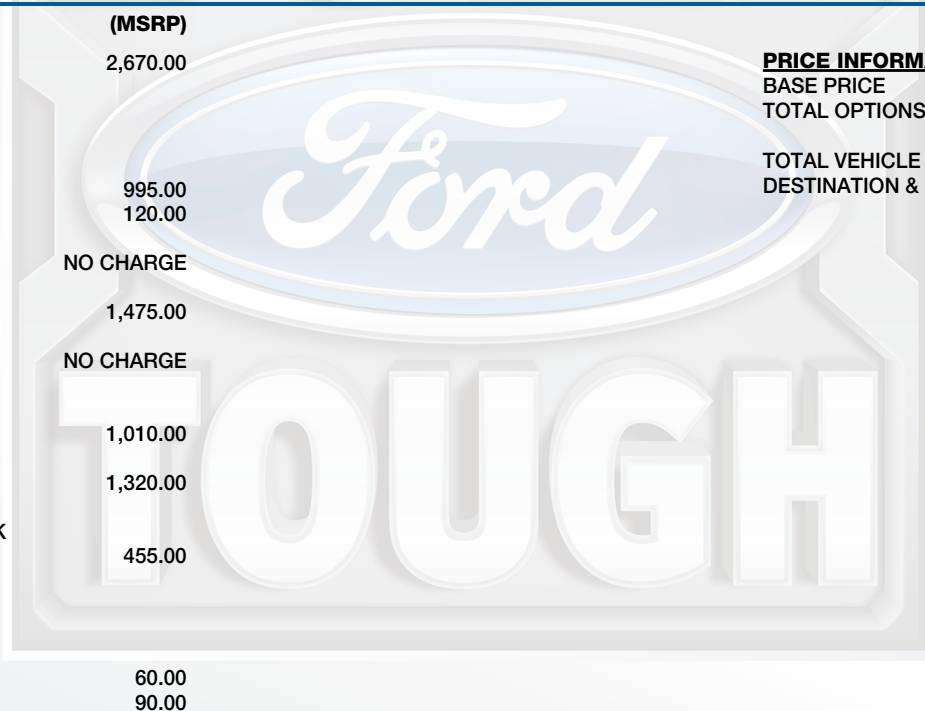 (MSRP)
2,670.00
995.00
120.00
NO CHARGE
1,475.00
NO CHARGE
1,010.00
1,320.00
K
455.00
60.00
90.00
PRICE INFORMA
BASE PRICE
TOTAL OPTIONS
TOTAL VEHICLE
DESTINATION &
Ford
TOUGH